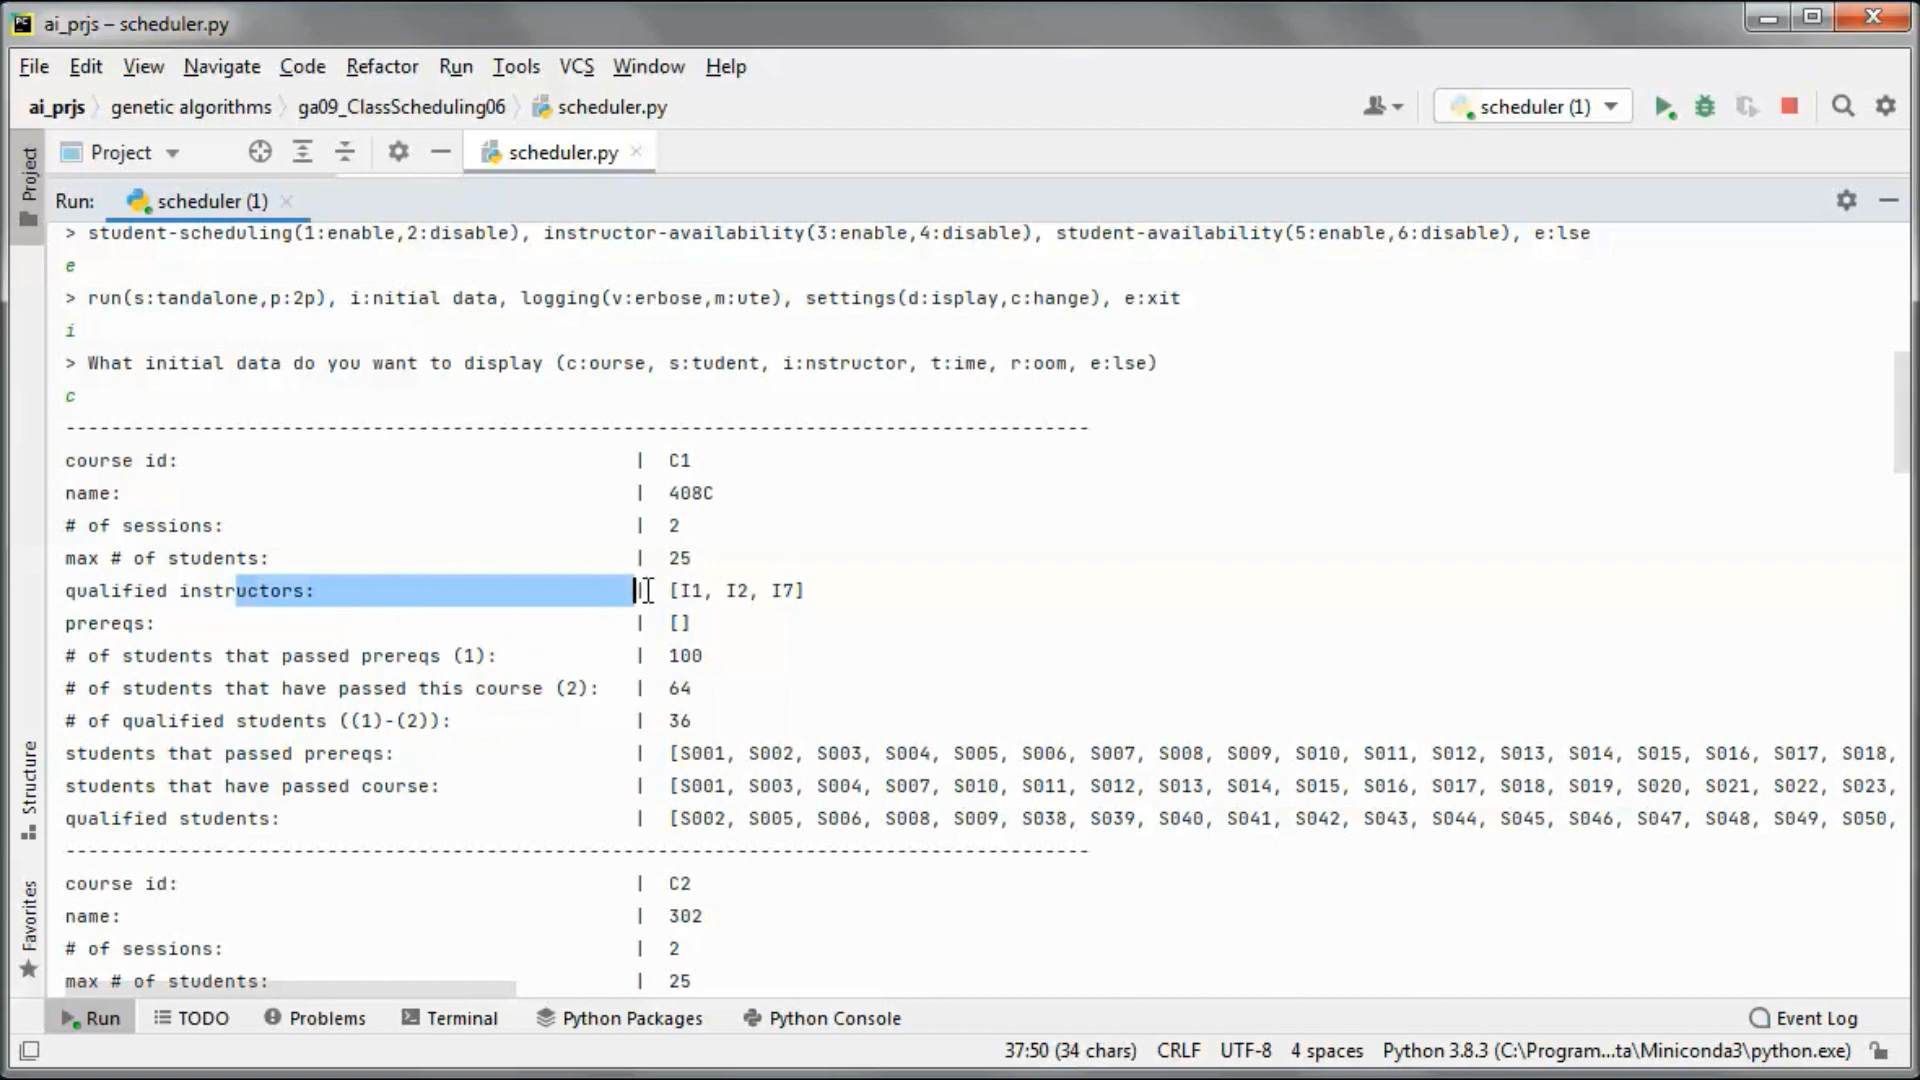 ai_prjs – scheduler.py
File Edit View Navigate Code Refactor Run Tools VCS Window Help
ai_prjs genetic algorithms ga09_ClassScheduling06 scheduler.py scheduler (1)
Project Project scheduler.py
Run: scheduler (1)
> student-scheduling(1:enable,2:disable), instructor-availability(3:enable,4:disable), student-availability(5:enable,6:disable), e:lse
e
> run(s:tandalone,p:2p), i:nitial data, logging(v:erbose,m:ute), settings(d:isplay,c:hange), e:xit
i
> What initial data do you want to display (c:ourse, s:tudent, i:nstructor, t:ime, r:oom, e:lse)
c
------------------------------------------------------------------------------------------
course id: | C1
name: | 408C
# of sessions: | 2
max # of students: | 25
qualified instructors: | [I1, I2, I7]
prereqs: | []
# of students that passed prereqs (1): | 100
# of students that have passed this course (2): | 64
# of qualified students ((1)-(2)): | 36
students that passed prereqs: | [S001, S002, S003, S004, S005, S006, S007, S008, S009, S010, S011, S012, S013, S014, S015, S016, S017, S018,
students that have passed course: | [S001, S003, S004, S007, S010, S011, S012, S013, S014, S015, S016, S017, S018, S019, S020, S021, S022, S023,
qualified students: | [S002, S005, S006, S008, S009, S038, S039, S040, S041, S042, S043, S044, S045, S046, S047, S048, S049, S050,
------------------------------------------------------------------------------------------
course id: | C2
name: | 302
# of sessions: | 2
max # of students: | 25
Structure
Favorites
Run TODO Problems Terminal Python Packages Python Console Event Log
37:50 (34 chars) CRLF UTF-8 4 spaces Python 3.8.3 (C:\Program...ta\Miniconda3\python.exe)